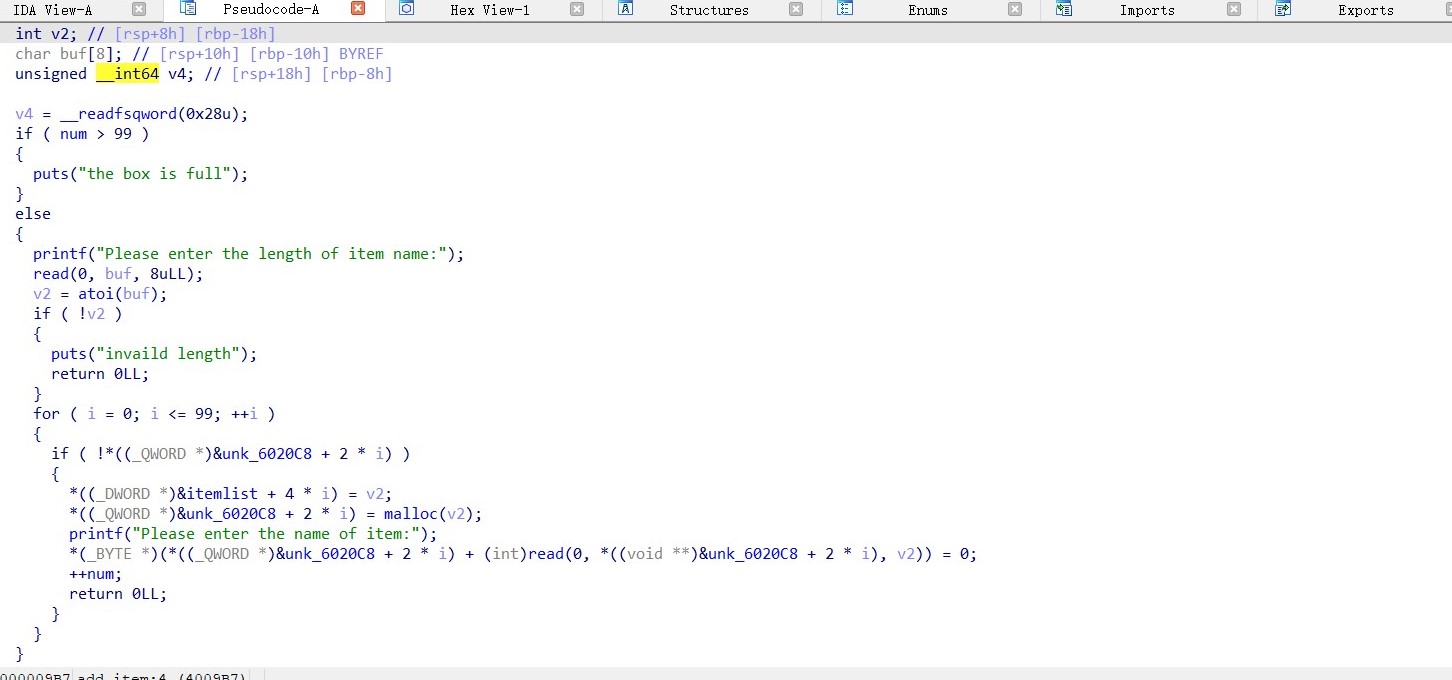 IDA View-A Pseudocode-A Hex View-1 Structures Enums Imports Exports
int v2; // [rsp+8h] [rbp-18h]
char buf[8]; // [rsp+10h] [rbp-10h] BYREF
unsigned __int64 v4; // [rsp+18h] [rbp-8h]
v4 = __readfsqword(0x28u);
if ( num > 99 )
{
puts("the box is full");
}
else
{
printf("Please enter the length of item name:");
read(0, buf, 8uLL);
v2 = atoi(buf);
if ( !v2 )
{
puts("invaild length");
return 0LL;
}
for ( i = 0; i <= 99; ++i )
{
if ( !*((_QWORD *)&unk_6020C8 + 2 * i) )
{
*((_DWORD *)&itemlist + 4 * i) = v2;
*((_QWORD *)&unk_6020C8 + 2 * i) = malloc(v2);
printf("Please enter the name of item:");
*(_BYTE *)(*((_QWORD *)&unk_6020C8 + 2 * i) + (int)read(0, *((void **)&unk_6020C8 + 2 * i), v2)) = 0;
++num;
return 0LL;
}
}
}
000009B7 add_item:4 (4009B7)